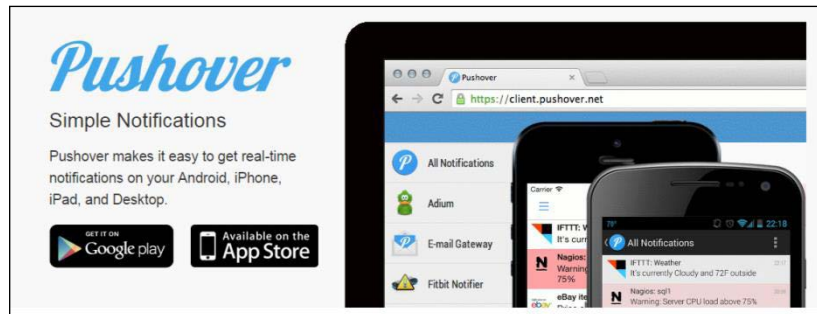 Pushover
Simple Notifications
Pushover makes it easy to get real-time
notifications on your Android, iPhone,
iPad, and Desktop.
GET IT ON
Google play
Available on the
App Store
Pushover
https://client.pushover.net
All Notifications
Adium
E-mail Gateway
Fitbit Notifier
Carrier
IFTTT: W
It's curr
Nagios:
Warning
75%
ebay
eBay ite
22:18
All Notifications
IFTTT: Weather
It's currently Cloudy and 72F outside
Nagios: sql1
Warning: Server CPU load above 75%